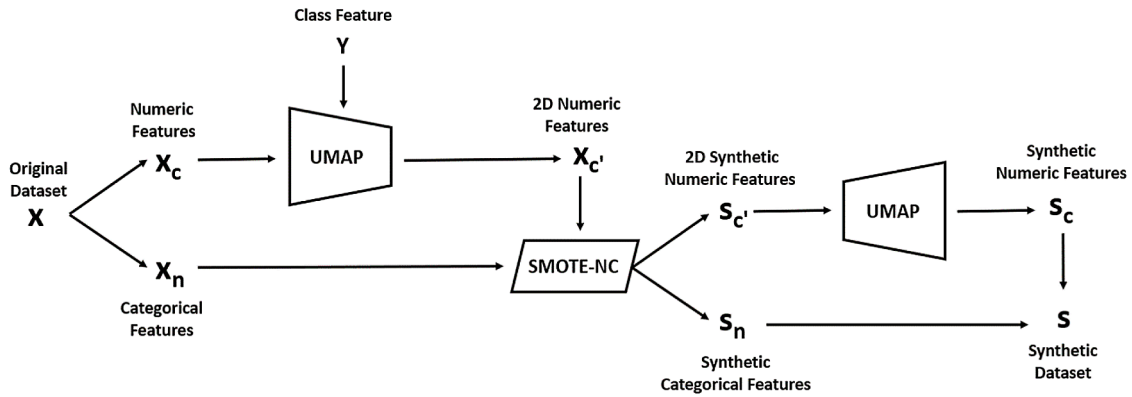 Class Feature
Y
Numeric
Features
Xc
UMAP
2D Numeric
Features
Xc'
Original
Dataset
X
2D Synthetic
Numeric Features
Sc'
UMAP
Synthetic
Numeric Features
Sc
Xn
Categorical
Features
SMOTE-NC
Sn
Synthetic
Categorical Features
S
Synthetic
Dataset